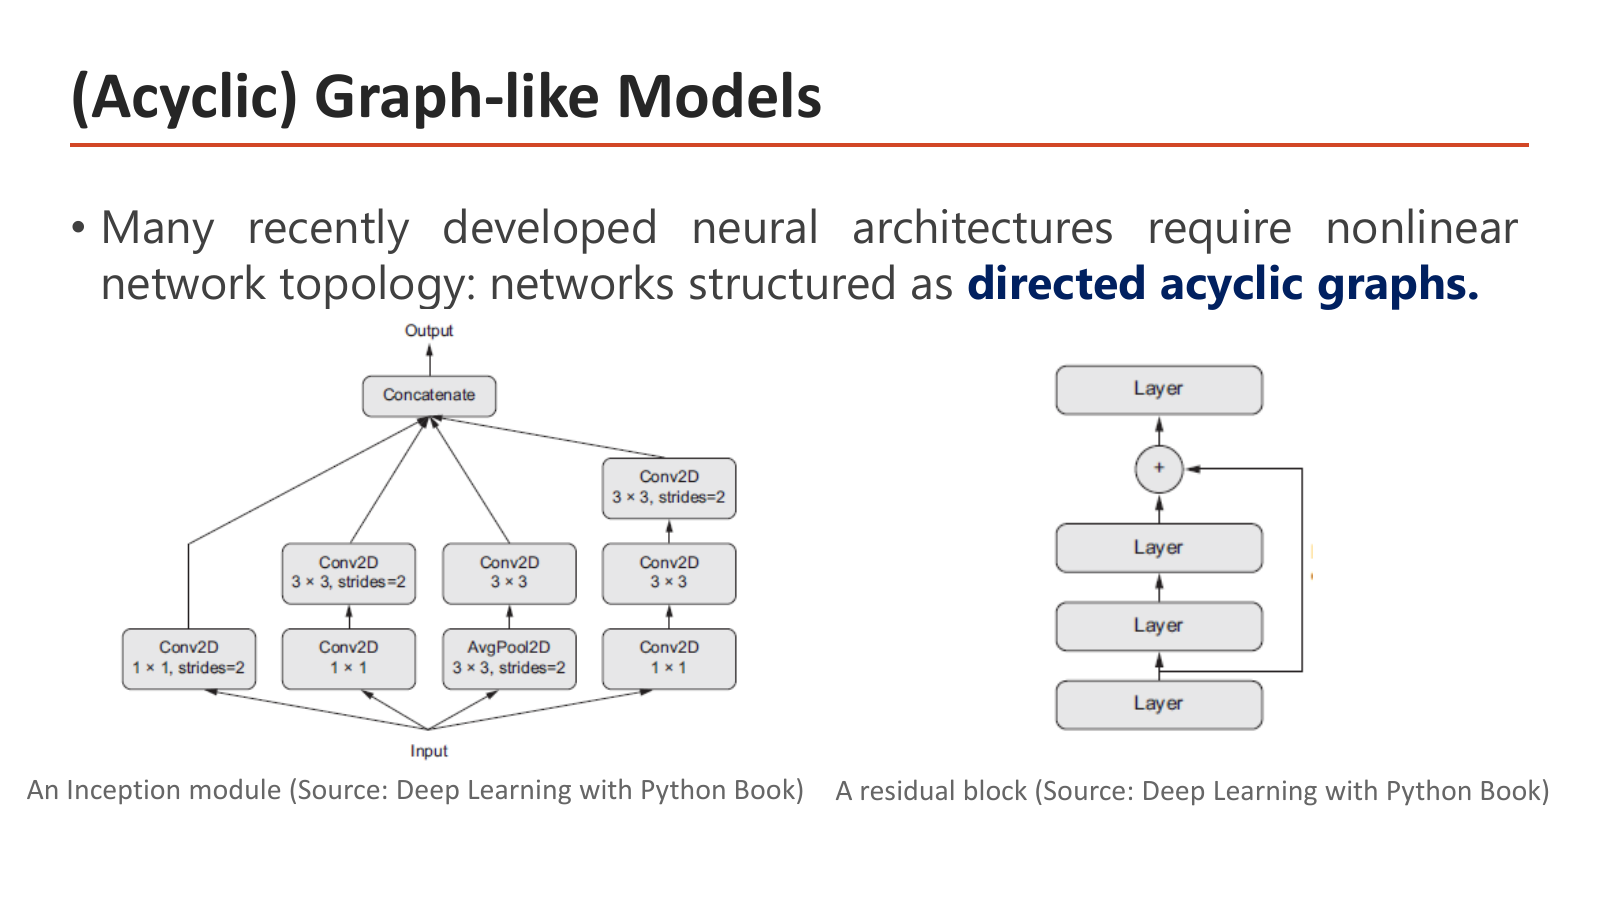 (Acyclic) Graph-like Models
• Many recently developed neural architectures require nonlinear
network topology: networks structured as directed acyclic graphs.
Output
Concatenate
Conv2D
3 × 3, strides=2
Conv2D
3 × 3, strides=2
Conv2D
3 × 3
Conv2D
3 × 3
Conv2D
1 × 1, strides=2
Conv2D
1 × 1
AvgPool2D
3 × 3, strides=2
Conv2D
1 × 1
Input
An Inception module (Source: Deep Learning with Python Book)
Layer
+
Layer
Layer
Layer
A residual block (Source: Deep Learning with Python Book)